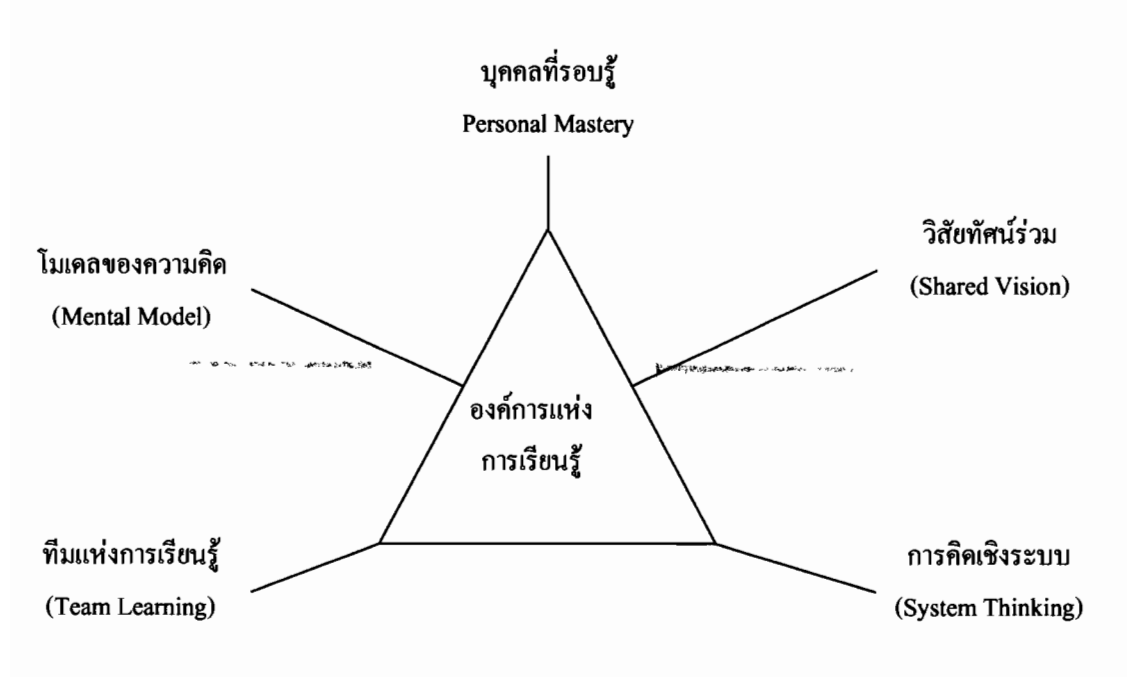 บุคคลที่รอบรู้
Personal Mastery
วิสัยทัศน์ร่วม
(Shared Vision)
โมเดลของความคิด
(Mental Model)
องค์การแห่ง
การเรียนรู้
ทีมแห่งการเรียนรู้
(Team Learning)
การคิดเชิงระบบ
(System Thinking)